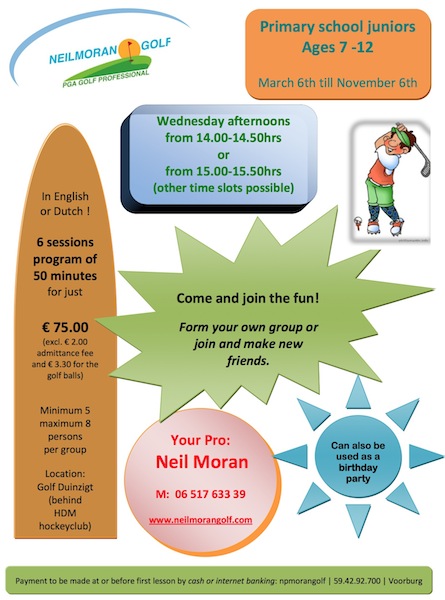 NEILMORAN GOLF
PGA GOLF PROFESSIONAL
Primary school juniors
Ages 7 -12
March 6th till November 6th
Wednesday afternoons
from 14.00-14.50hrs
or
from 15.00-15.50hrs
(other time slots possible)
In English
or Dutch !
6 sessions
program of
50 minutes
for just
€ 75.00
(excl. € 2.00
admittance fee
and € 3.30 for the
golf balls)
Minimum 5
maximum 8
persons
per group
Location:
Golf Duinzigt
(behind
HDM
hockeyclub)
Come and join the fun!
Form your own group or
join and make new
friends.
Your Pro:
Neil Moran
M: 06 517 633 39
www.neilmorangolf.com
Can also be
used as a
birthday
party
Payment to be made at or before first lesson by cash or internet banking: npmorangolf | 59.42.92.700 | Voorburg